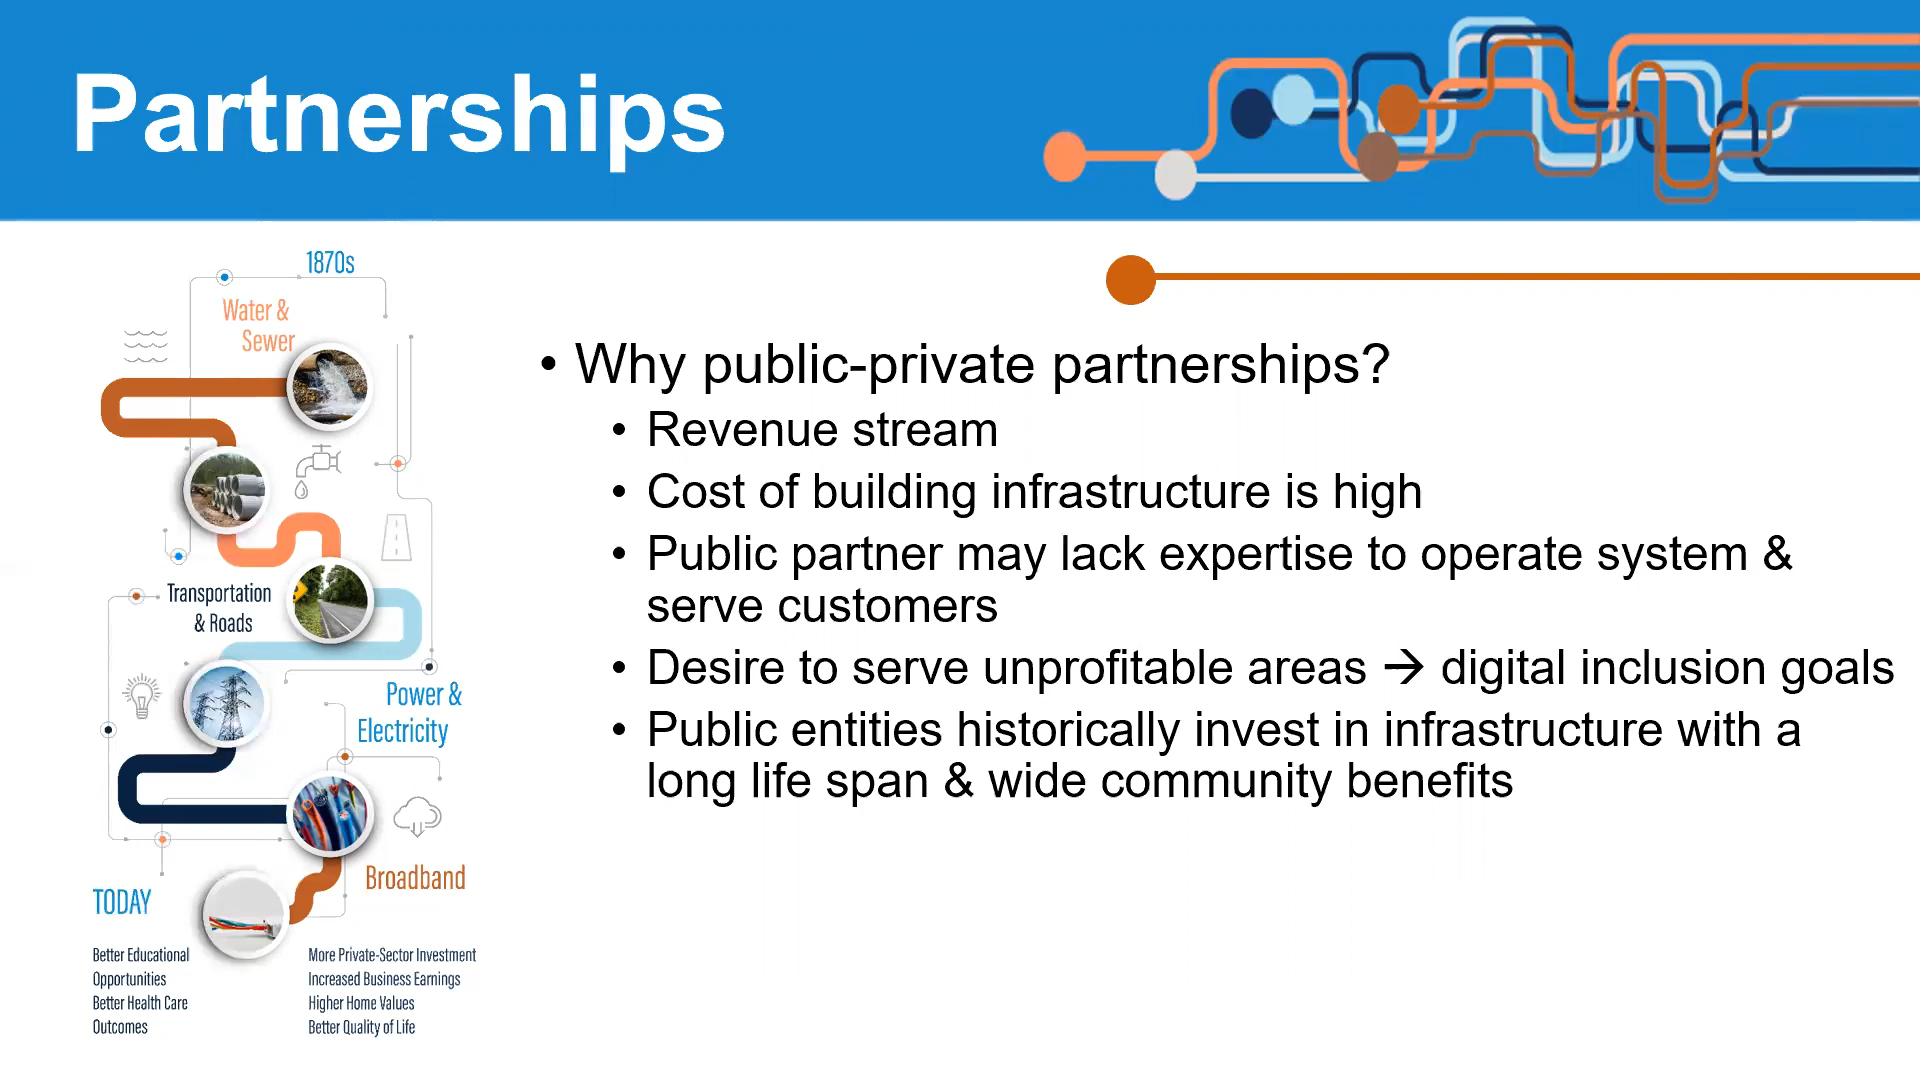 Partnerships
1870s
Water &
Sewer
Transportation
& Roads
Power &
Electricity
Broadband
TODAY
Better Educational
Opportunities
Better Health Care
Outcomes
More Private-Sector Investment
Increased Business Earnings
Higher Home Values
Better Quality of Life
• Why public-private partnerships?
• Revenue stream
• Cost of building infrastructure is high
• Public partner may lack expertise to operate system &
serve customers
• Desire to serve unprofitable areas → digital inclusion goals
• Public entities historically invest in infrastructure with a
long life span & wide community benefits